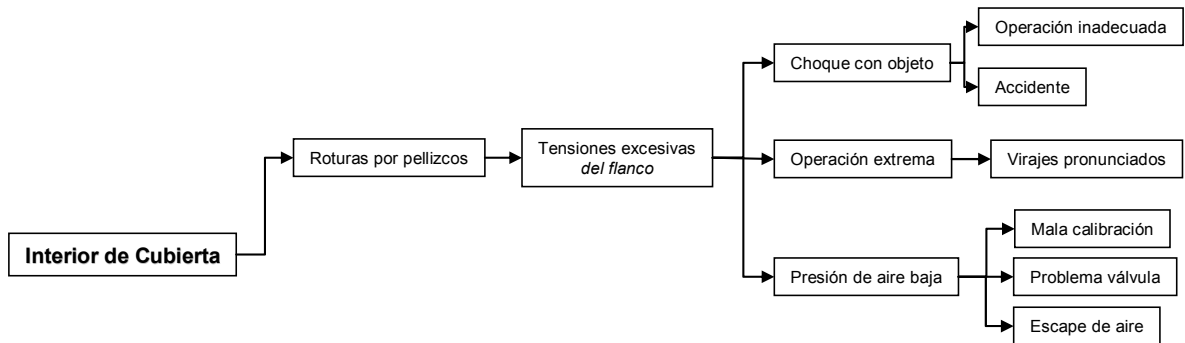 Operación inadecuada
Choque con objeto
Accidente
Roturas por pellizcos
Tensiones excesivas
del flanco
Operación extrema
Virajes pronunciados
Interior de Cubierta
Mala calibración
Presión de aire baja
Problema válvula
Escape de aire